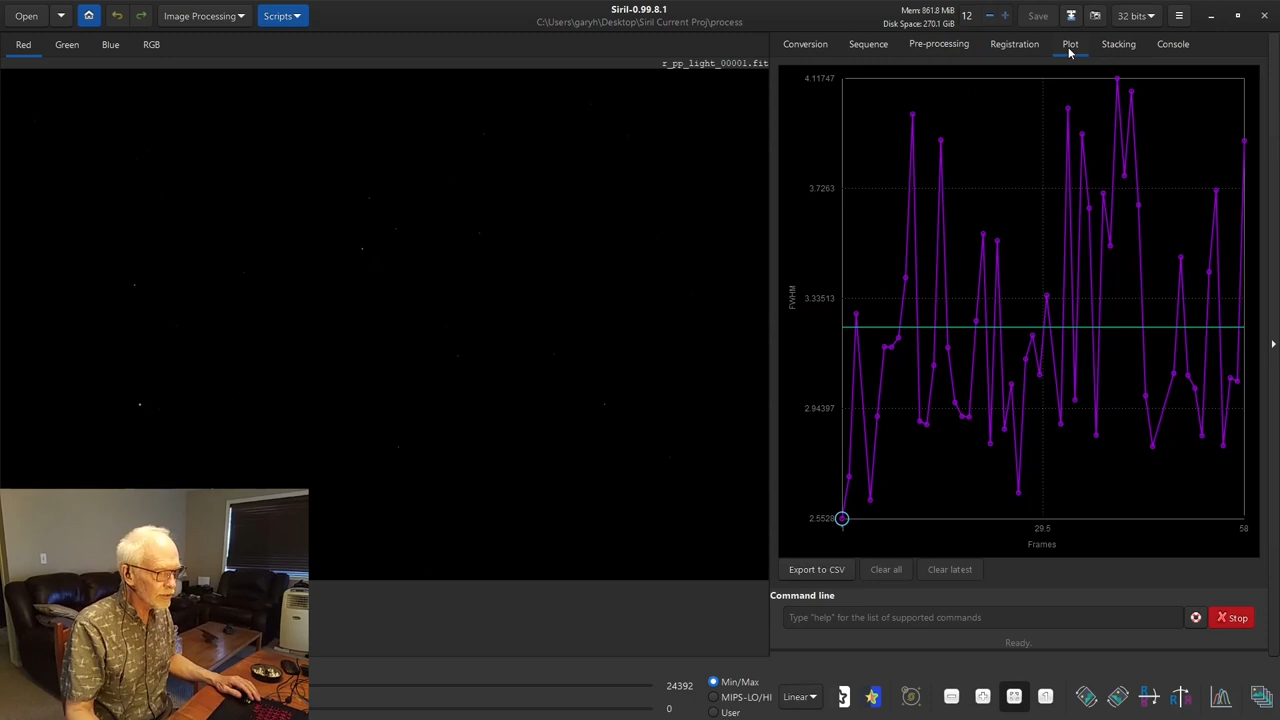 Open
Image Processing
Scripts
Siril-0.99.8.1
C:\Users\garyh\Desktop\Siril Current Proj\process
Mem: 861.8 MiB
Disk Space: 270.1 GiB
12
Save
32 bits
Red Green Blue RGB
r_pp_light_00001.fit
Conversion Sequence Pre-processing Registration Plot Stacking Console
4.11747
3.7263
3.33513
2.94397
2.5528
FWHM
1 29.5 58
Frames
Export to CSV Clear all Clear latest
Command line
Type "help" for the list of supported commands
Stop
Ready.
24392
0
Min/Max
MIPS-LO/HI
User
Linear
1